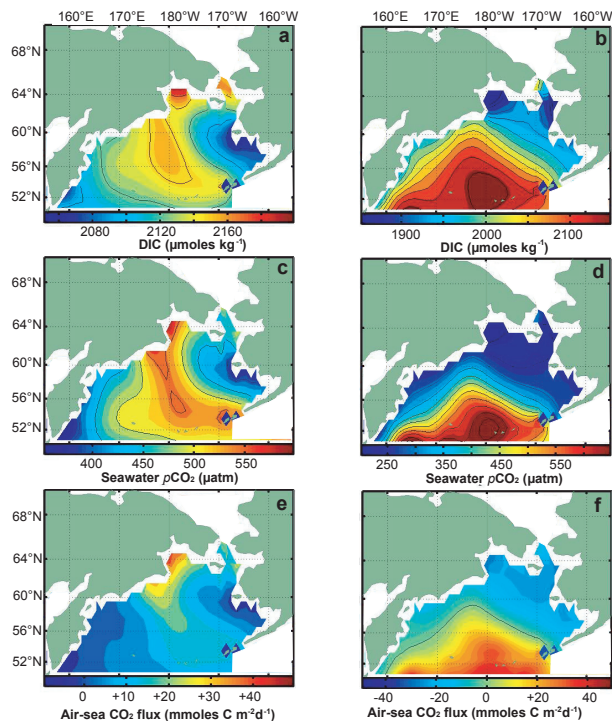 160°E 170°E 180°W 170°W 160°W
160°E 170°E 180°W 170°W 160°W
68°N
64°N
60°N
56°N
52°N
a
b
2080 2120 2160
DIC (µmoles kg⁻¹)
1900 2000 2100
DIC (µmoles kg⁻¹)
68°N
64°N
60°N
56°N
52°N
c
d
400 450 500 550
Seawater pCO₂ (µatm)
250 350 450 550
Seawater pCO₂ (µatm)
68°N
64°N
60°N
56°N
52°N
e
f
0 +10 +20 +30 +40
Air-sea CO₂ flux (mmoles C m⁻²d⁻¹)
-40 -20 0 20 40
Air-sea CO₂ flux (mmoles C m⁻²d⁻¹)